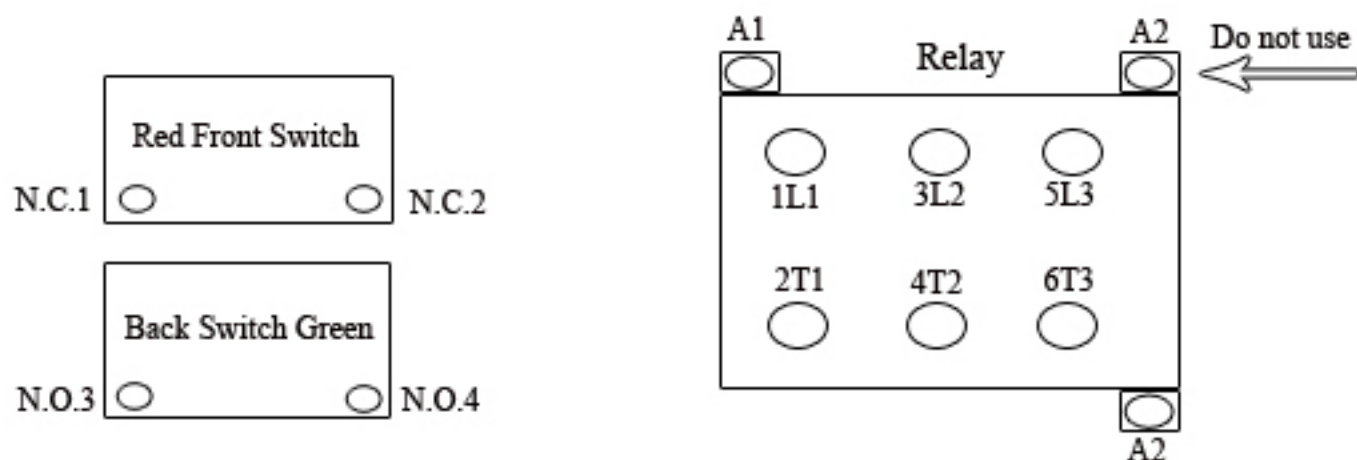 A1
Relay
A2
Do not use
Red Front Switch
N.C.1
N.C.2
1L1
3L2
5L3
2T1
4T2
6T3
Back Switch Green
N.O.3
N.O.4
A2